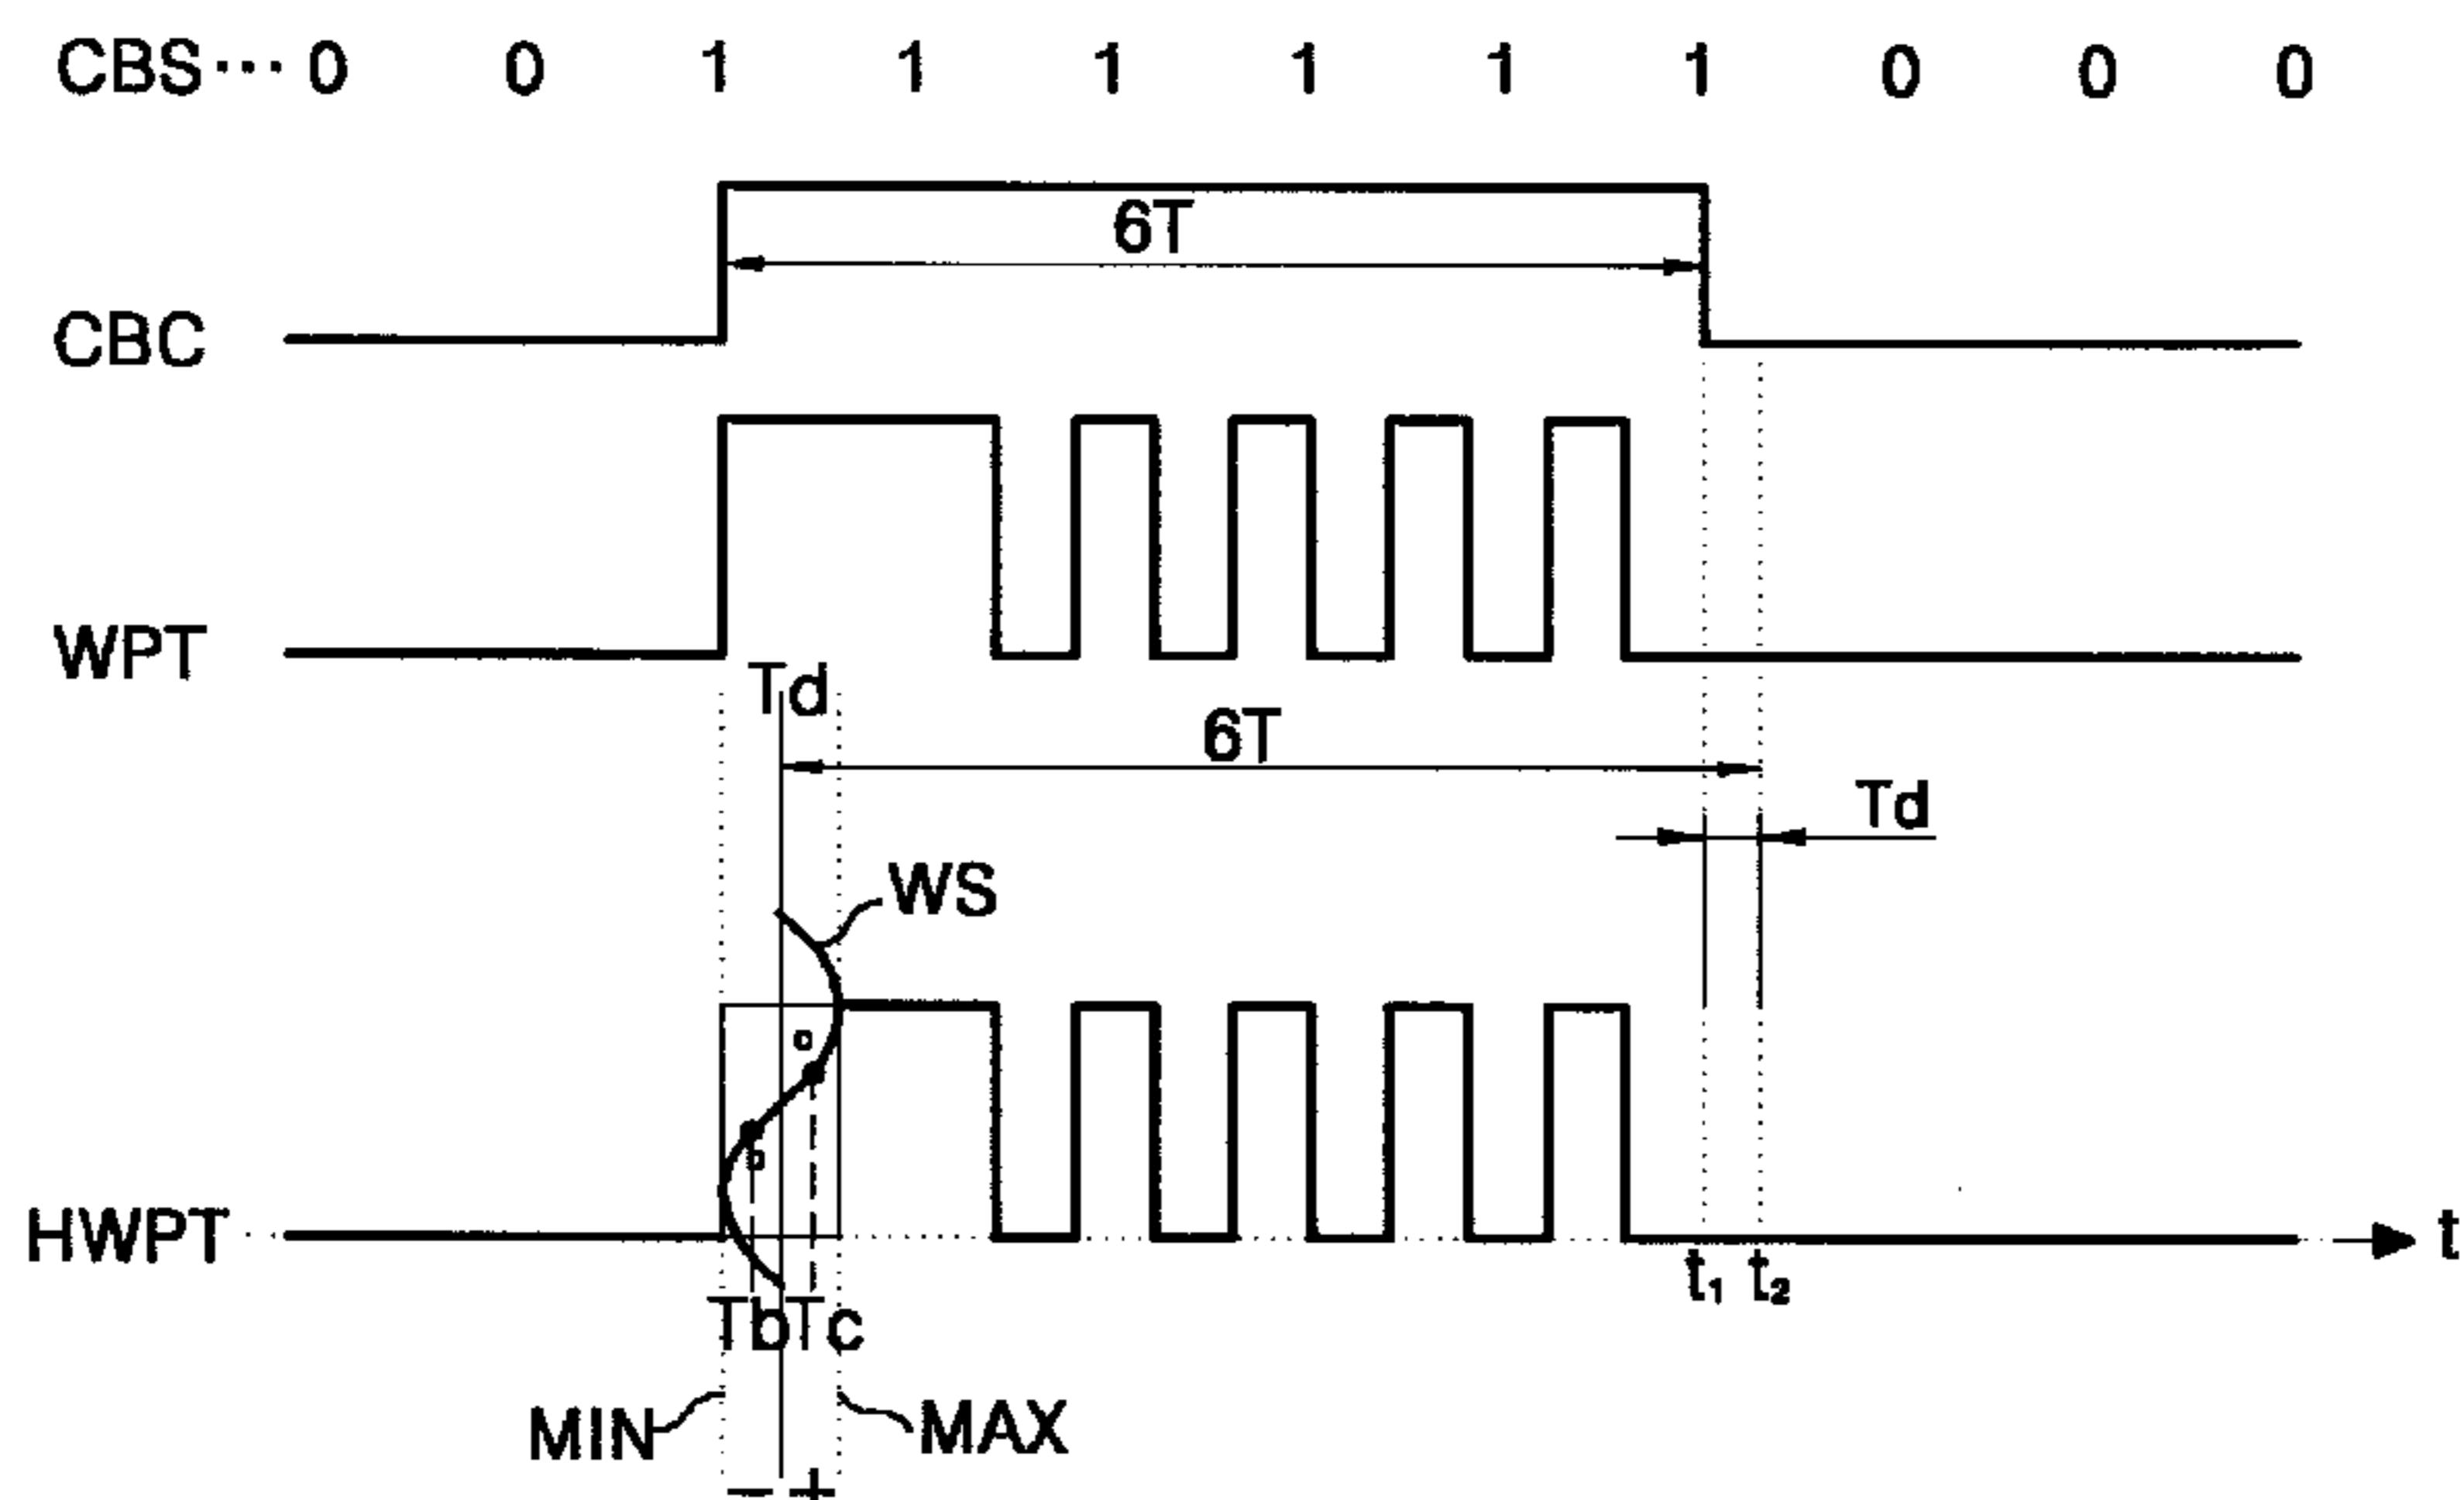 CBS ··· 0 0 1 1 1 1 1 1 0 0 0
6T
CBC
WPT
Td
6T
Td
WS
b
HWPT
t
t₁ t₂
Tb Tc
MIN
MAX
− +